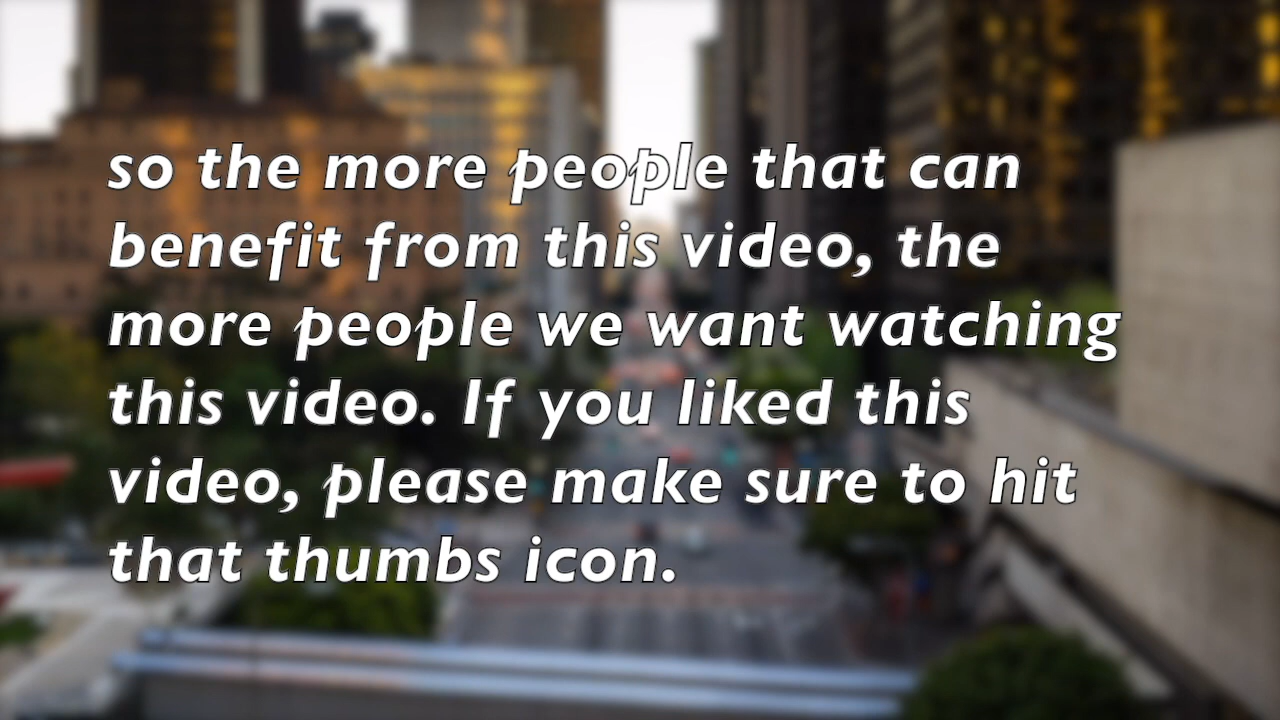 so the more people that can
benefit from this video, the
more people we want watching
this video. If you liked this
video, please make sure to hit
that thumbs icon.